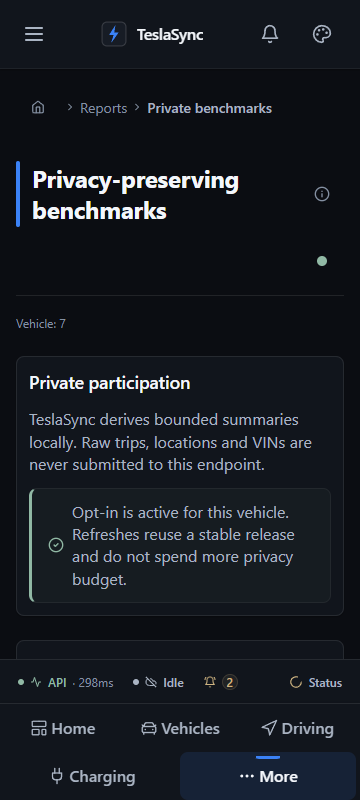 TeslaSync
Reports > Private benchmarks
Privacy-preserving
benchmarks
Vehicle: 7
Private participation
TeslaSync derives bounded summaries
locally. Raw trips, locations and VINs are
never submitted to this endpoint.
Opt-in is active for this vehicle.
Refreshes reuse a stable release
and do not spend more privacy
budget.
API · 298ms Idle 2 Status
Home Vehicles Driving
Charging More